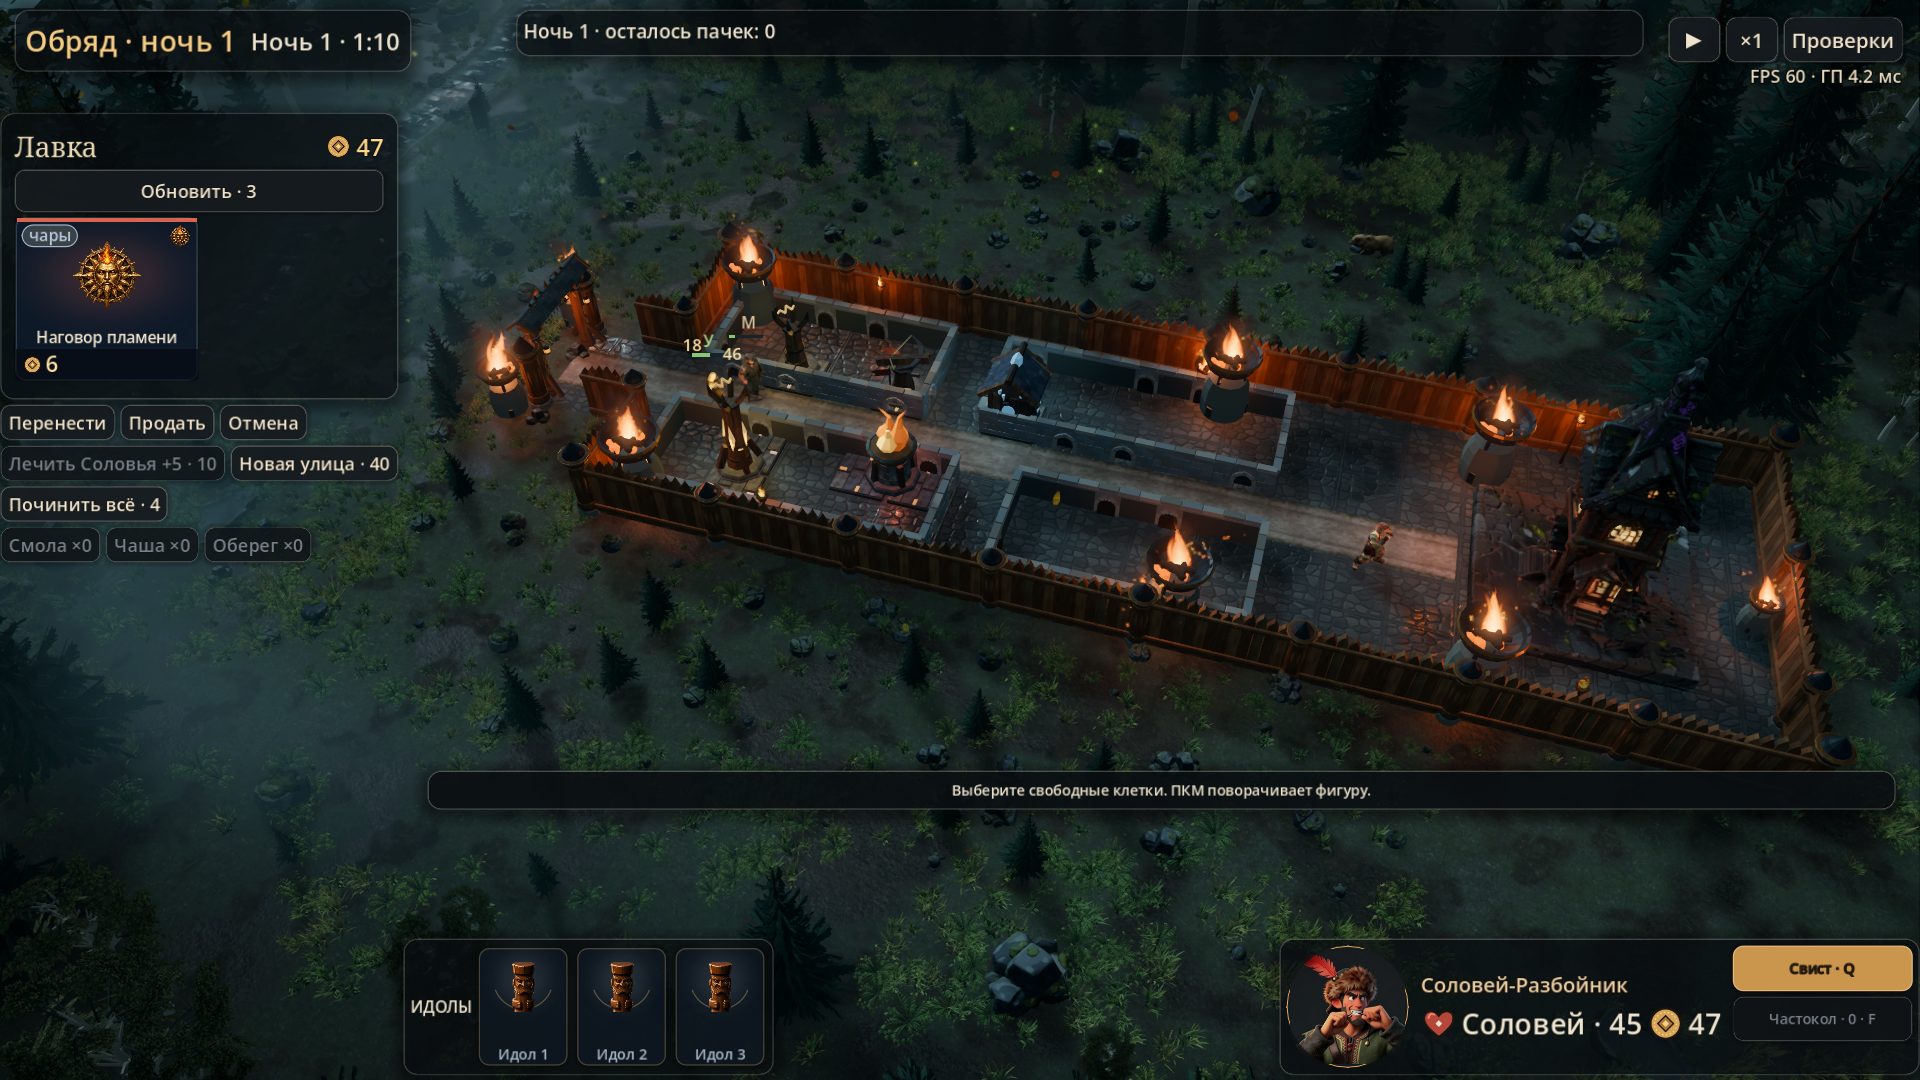 Обряд · ночь 1 Ночь 1 · 1:10
Ночь 1 · осталось пачек: 0
▶ ×1 Проверки
FPS 60 · ГП 4.2 мс
Лавка 47
Обновить · 3
чары
Наговор пламени
6
Перенести Продать Отмена
Лечить Соловья +5 · 10 Новая улица · 40
Починить всё · 4
Смола ×0 Чаша ×0 Оберег ×0
М
18 У 46
Выберите свободные клетки. ПКМ поворачивает фигуру.
ИДОЛЫ
Идол 1 Идол 2 Идол 3
Соловей-Разбойник
Соловей · 45 47
Свист · Q
Частокол · 0 · F